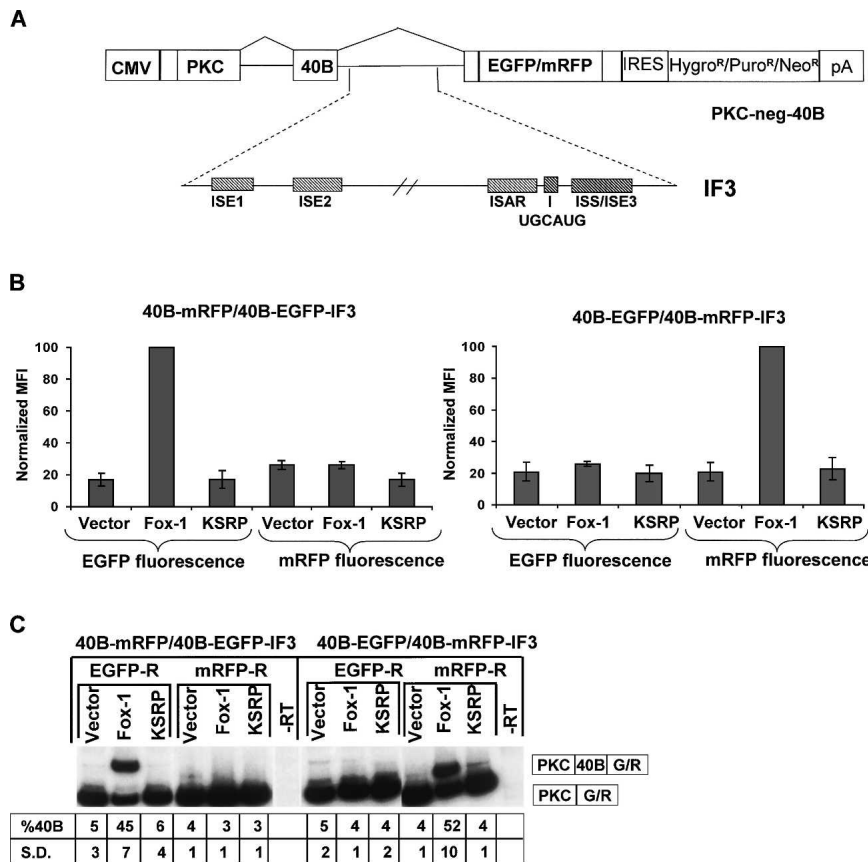 A
CMV PKC 40B EGFP/mRFP IRES Hygroᴿ/Puroᴿ/Neoᴿ pA
PKC-neg-40B
ISE1 ISE2 ISAR I ISS/ISE3 IF3
UGCAUG
B
40B-mRFP/40B-EGFP-IF3
Normalized MFI
100
80
60
40
20
0
Vector Fox-1 KSRP Vector Fox-1 KSRP
EGFP fluorescence mRFP fluorescence
40B-EGFP/40B-mRFP-IF3
Normalized MFI
100
80
60
40
20
0
Vector Fox-1 KSRP Vector Fox-1 KSRP
EGFP fluorescence mRFP fluorescence
C
40B-mRFP/40B-EGFP-IF3 40B-EGFP/40B-mRFP-IF3
EGFP-R mRFP-R EGFP-R mRFP-R
Vector Fox-1 KSRP Vector Fox-1 KSRP -RT Vector Fox-1 KSRP Vector Fox-1 KSRP -RT
PKC 40B G/R
PKC G/R
%40B 5 45 6 4 3 3 5 4 4 4 52 4
S.D. 3 7 4 1 1 1 2 1 2 1 10 1